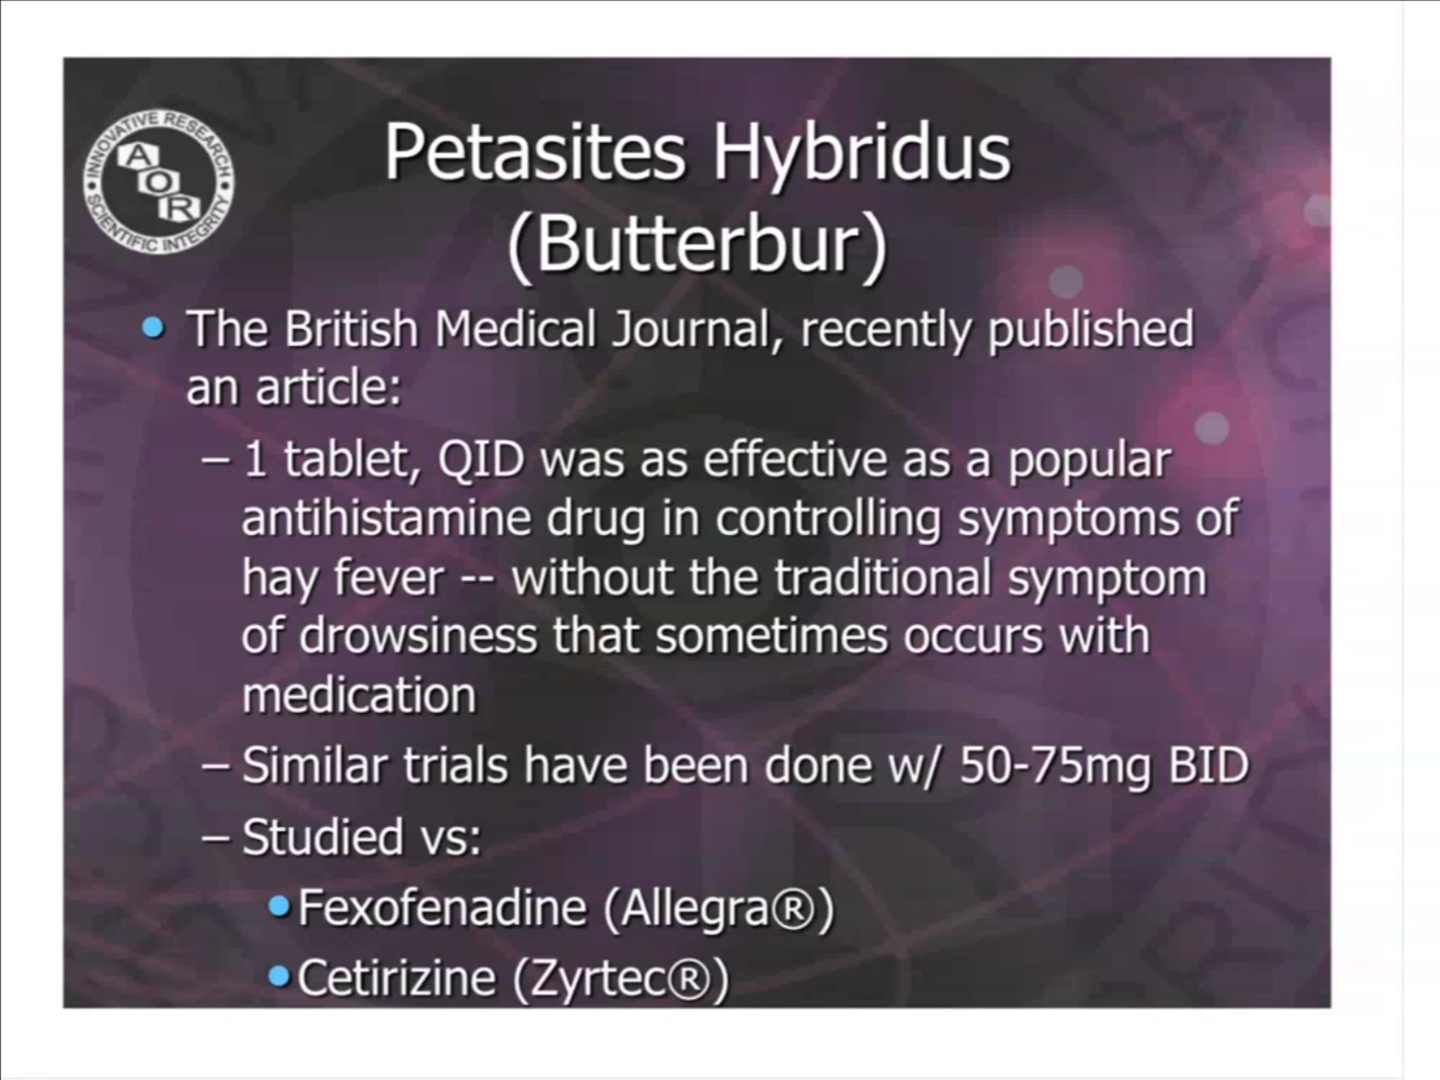 INNOVATIVE RESEARCH
AOR
SCIENTIFIC INTEGRITY
Petasites Hybridus
(Butterbur)
• The British Medical Journal, recently published
an article:
– 1 tablet, QID was as effective as a popular
antihistamine drug in controlling symptoms of
hay fever -- without the traditional symptom
of drowsiness that sometimes occurs with
medication
– Similar trials have been done w/ 50-75mg BID
– Studied vs:
• Fexofenadine (Allegra®)
• Cetirizine (Zyrtec®)